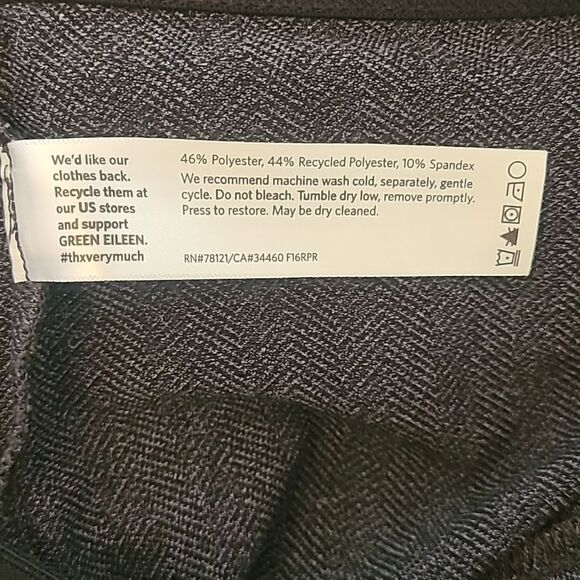 We'd like our
clothes back.
Recycle them at
our US stores
and support
GREEN EILEEN.
#thxverymuch
46% Polyester, 44% Recycled Polyester, 10% Spandex
We recommend machine wash cold, separately, gentle
cycle. Do not bleach. Tumble dry low, remove promptly.
Press to restore. May be dry cleaned.
RN#78121/CA#34460 F16RPR